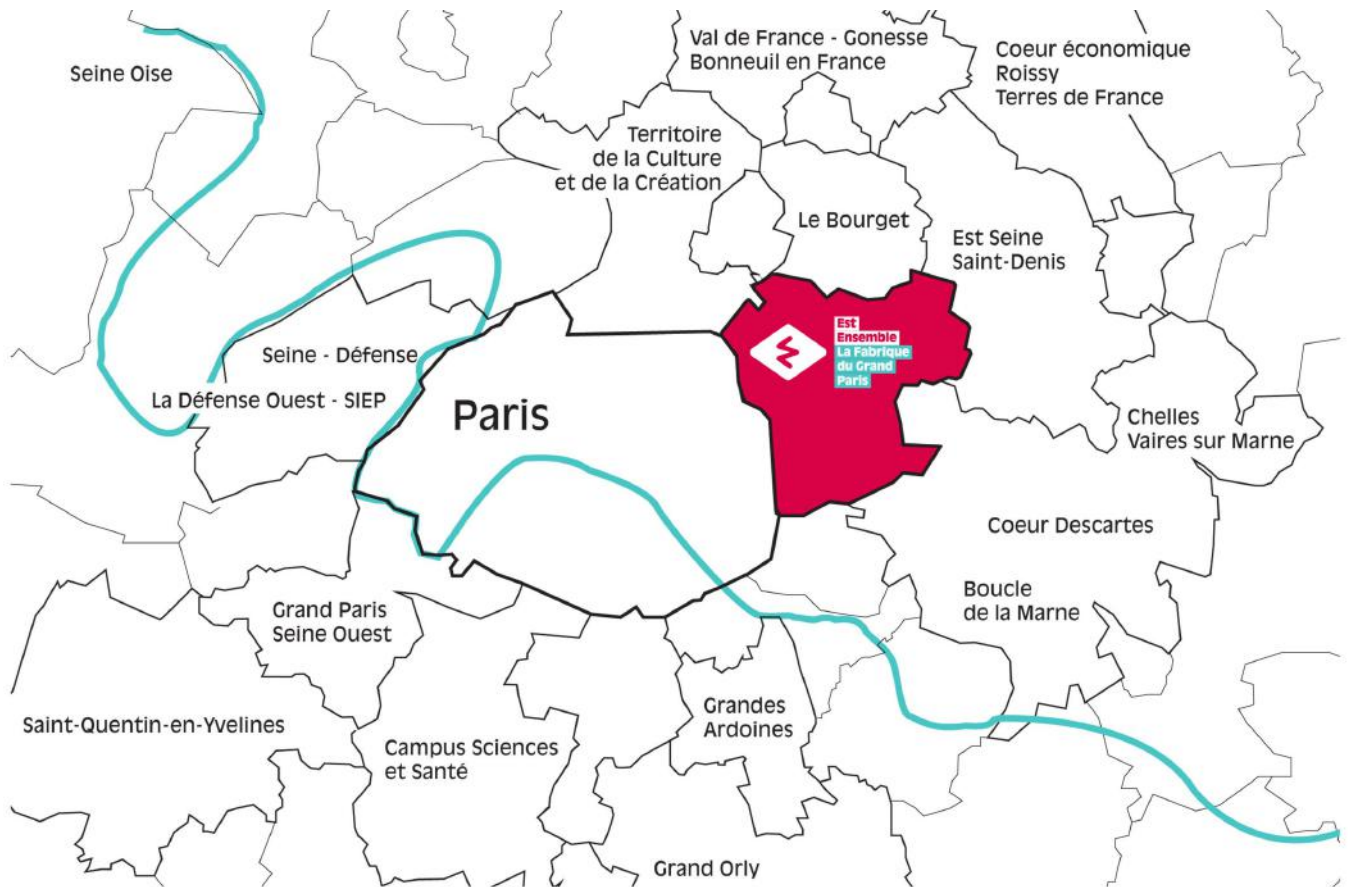 Seine Oise
Val de France - Gonesse
Bonneuil en France
Coeur économique
Roissy
Terres de France
Territoire
de la Culture
et de la Création
Le Bourget
Est Seine
Saint-Denis
Est
Ensemble
La Fabrique
du Grand
Paris
Seine - Défense
La Défense Ouest - SIEP
Paris
Chelles
Vaires sur Marne
Coeur Descartes
Boucle
de la Marne
Grand Paris
Seine Ouest
Saint-Quentin-en-Yvelines
Campus Sciences
et Santé
Grandes
Ardoines
Grand Orly